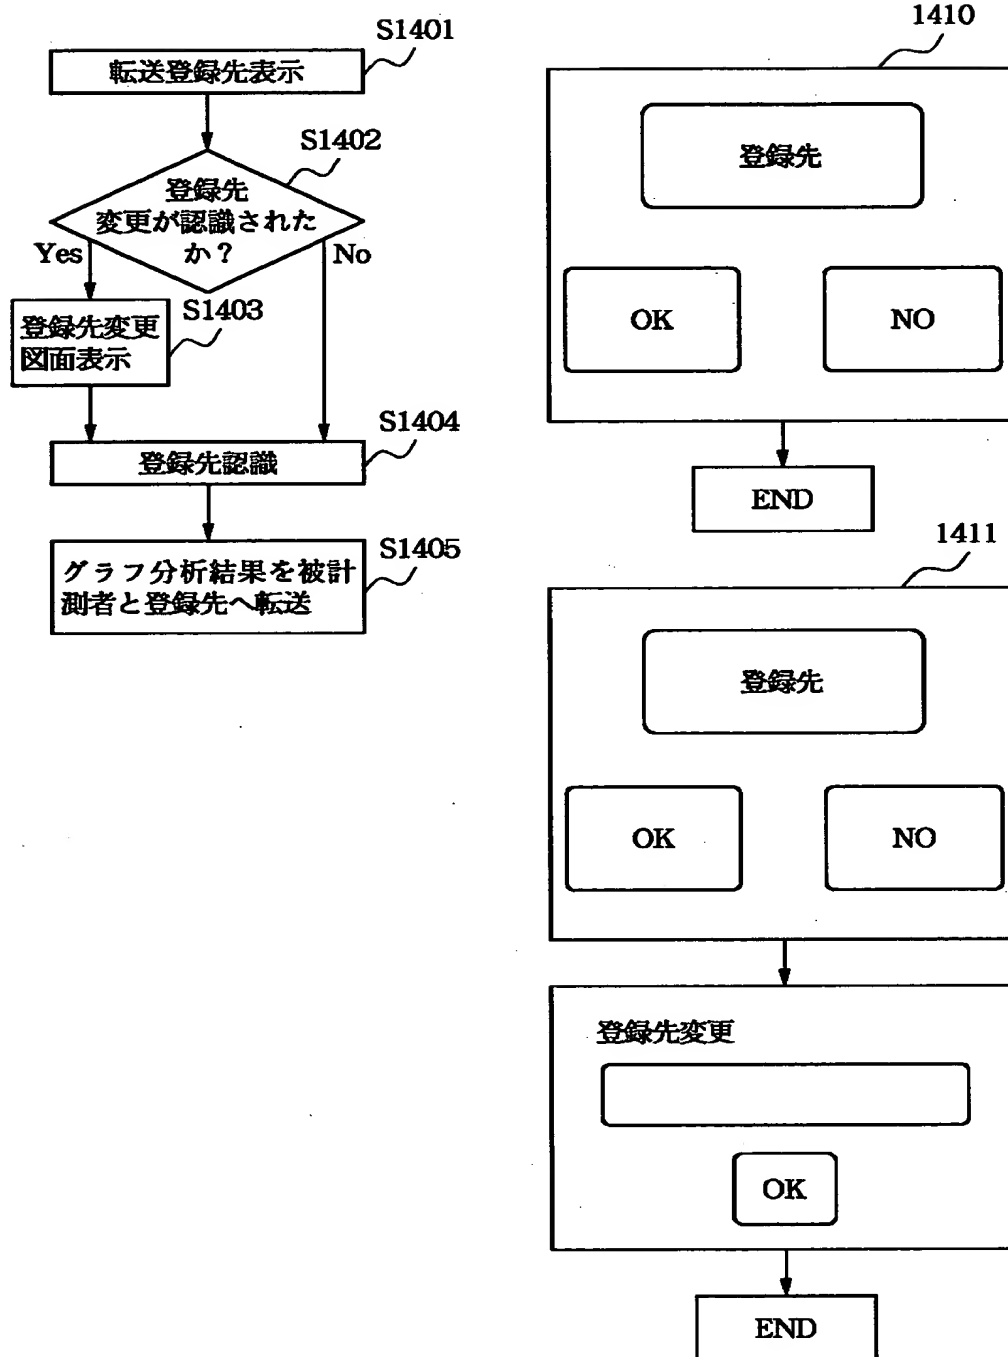 S1401
転送登録先表示
S1402
登録先
変更が認識された
か？
Yes
No
S1403
登録先変更
図面表示
S1404
登録先認識
S1405
グラフ分析結果を被計
測者と登録先へ転送
1410
登録先
OK
NO
END
1411
登録先
OK
NO
登録先変更
OK
END